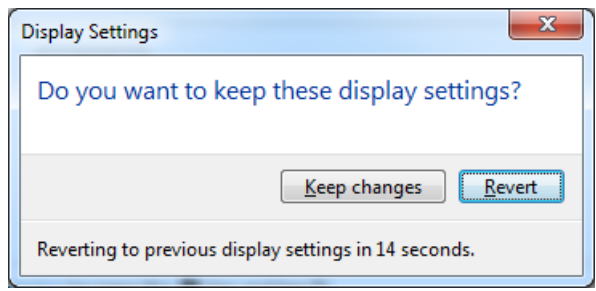 Display Settings
Do you want to keep these display settings?
Keep changes
Revert
Reverting to previous display settings in 14 seconds.